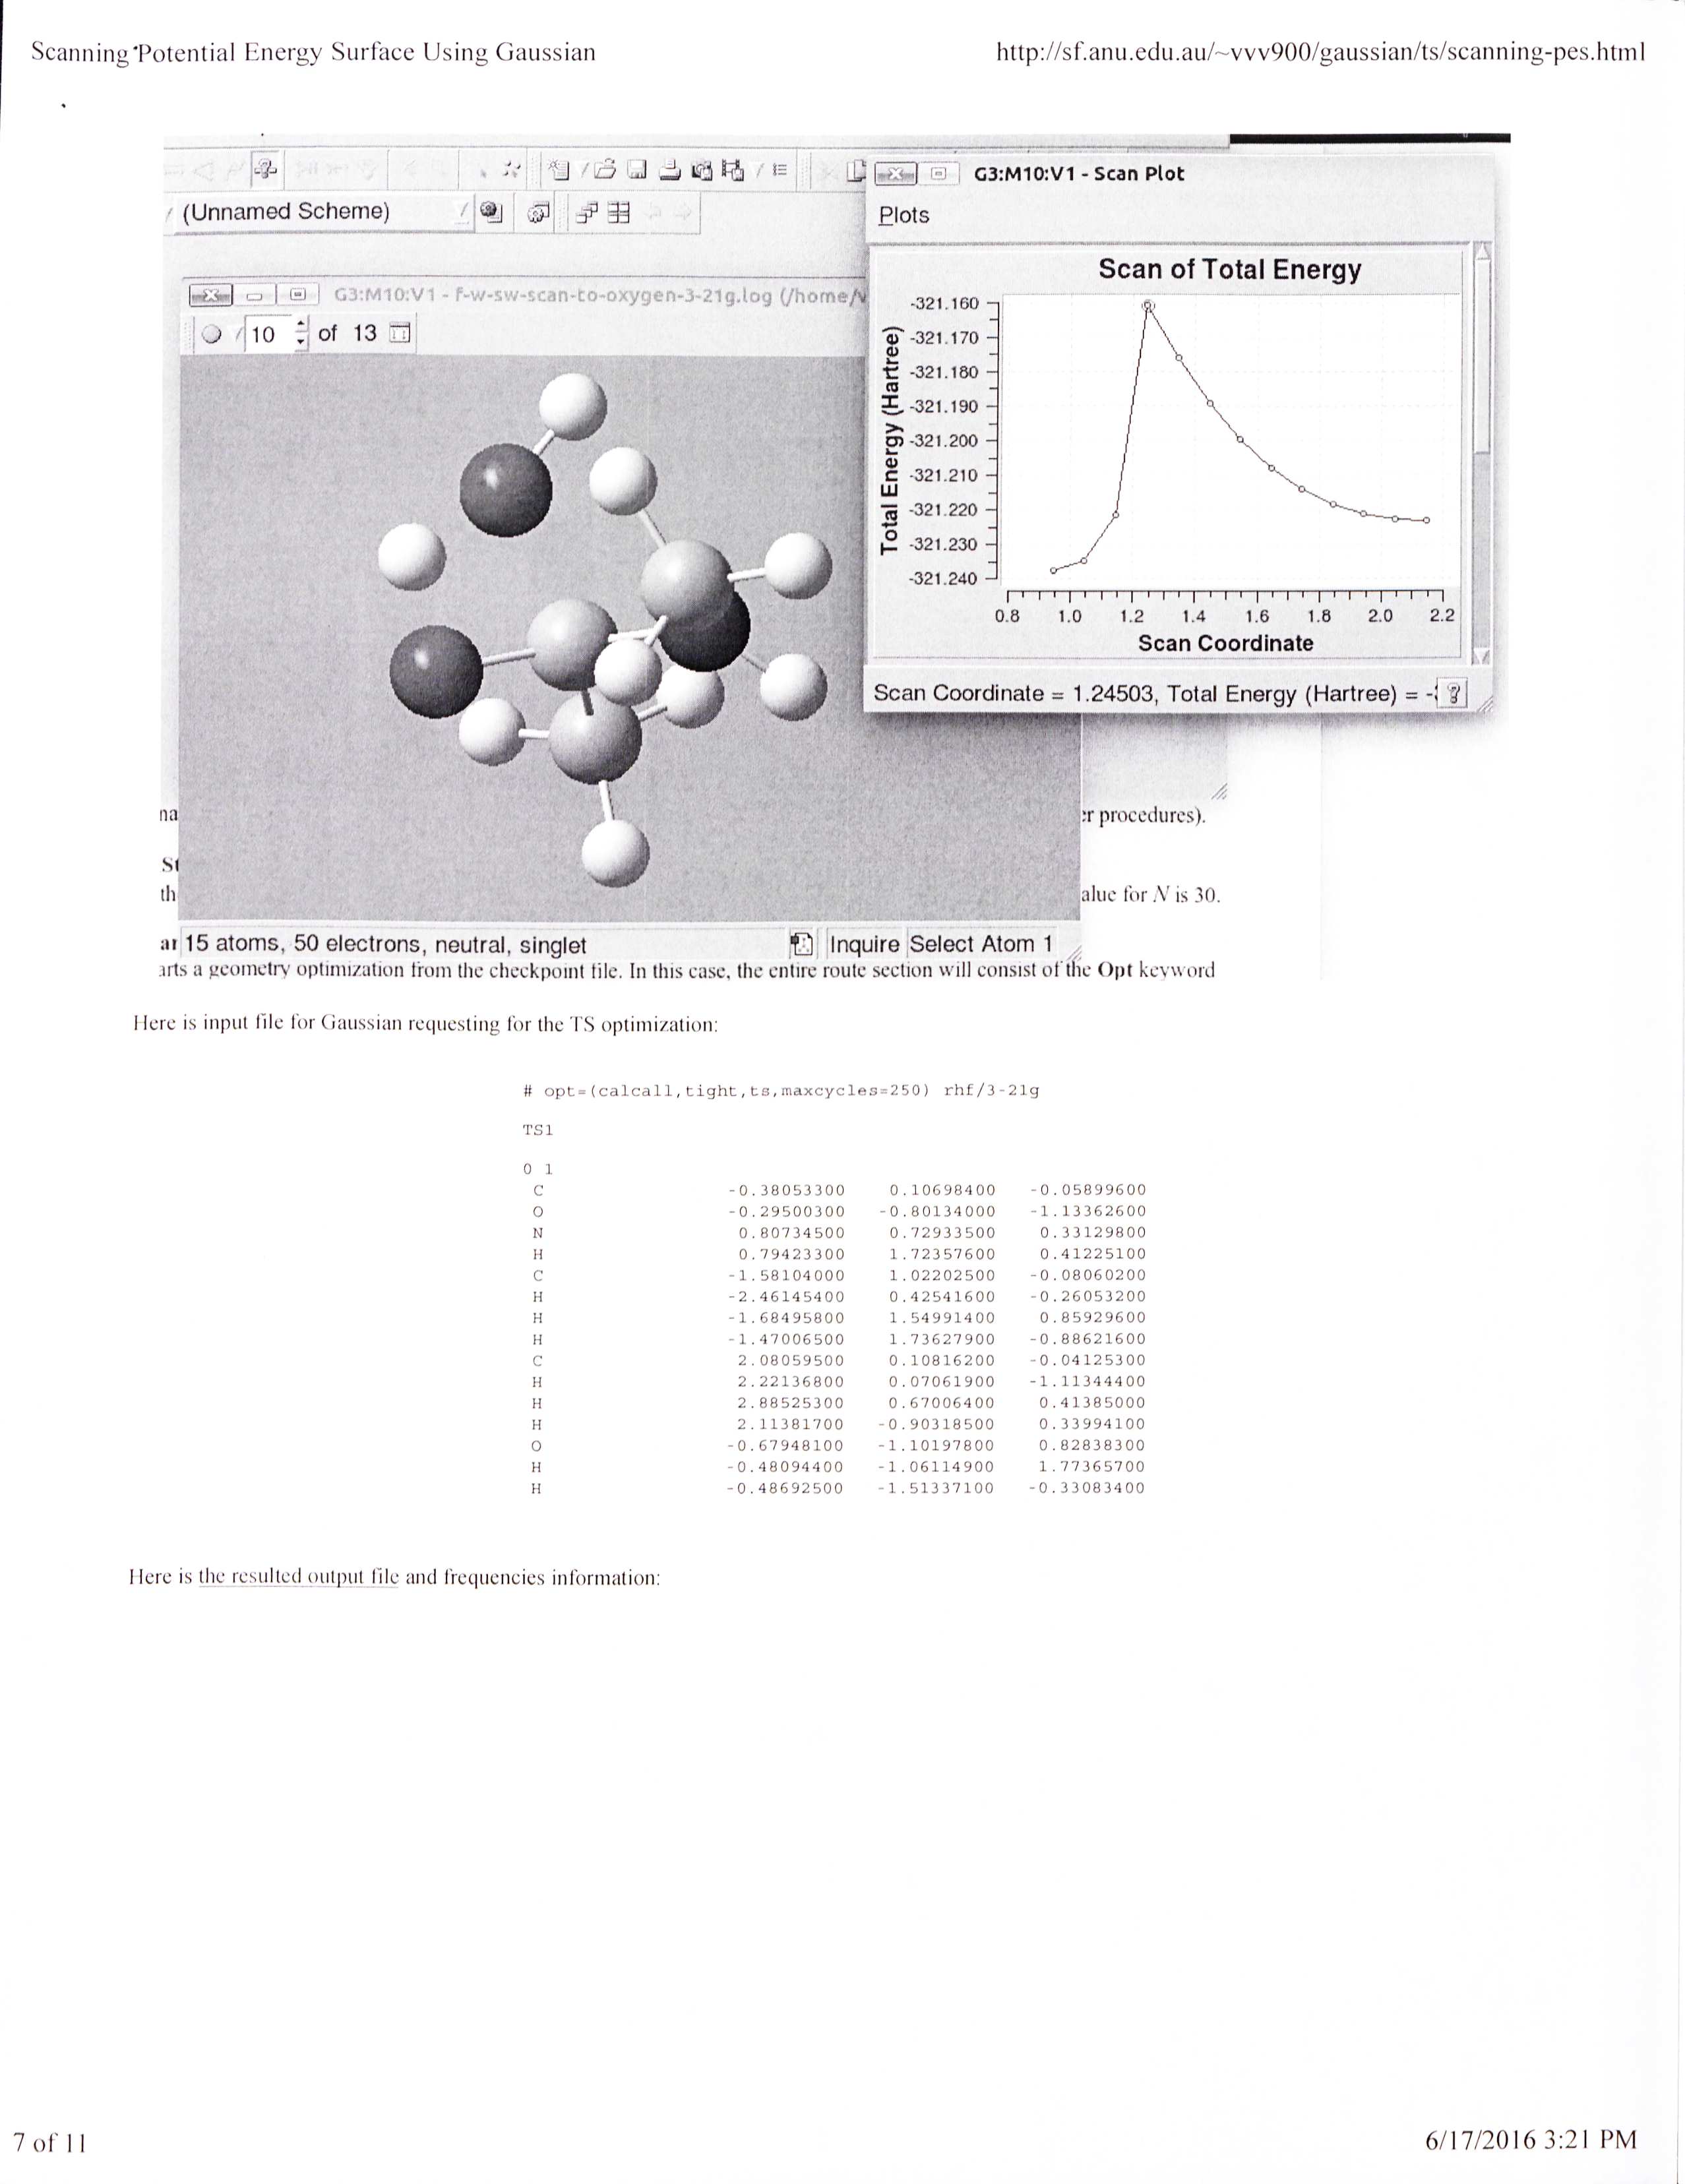 Scanning Potential Energy Surface Using Gaussian
http://sf.anu.edu.au/~vvv900/gaussian/ts/scanning-pes.html
(Unnamed Scheme)
G3:M10:V1 - Scan Plot
Plots
G3:M10:V1 - f-w-sw-scan-to-oxygen-3-21g.log (/home/v
10 of 13
Scan of Total Energy
Total Energy (Hartree)
-321.160
-321.170
-321.180
-321.190
-321.200
-321.210
-321.220
-321.230
-321.240
0.8 1.0 1.2 1.4 1.6 1.8 2.0 2.2
Scan Coordinate
Scan Coordinate = 1.24503, Total Energy (Hartree) = -
na
er procedures).
St
th
alue for N is 30.
ar
15 atoms, 50 electrons, neutral, singlet
Inquire Select Atom 1
arts a geometry optimization from the checkpoint file. In this case, the entire route section will consist of the Opt keyword
Here is input file for Gaussian requesting for the TS optimization:
# opt=(calcall,tight,ts,maxcycles=250) rhf/3-21g
TS1
0 1
C -0.38053300 0.10698400 -0.05899600
O -0.29500300 -0.80134000 -1.13362600
N 0.80734500 0.72933500 0.33129800
H 0.79423300 1.72357600 0.41225100
C -1.58104000 1.02202500 -0.08060200
H -2.46145400 0.42541600 -0.26053200
H -1.68495800 1.54991400 0.85929600
H -1.47006500 1.73627900 -0.88621600
C 2.08059500 0.10816200 -0.04125300
H 2.22136800 0.07061900 -1.11344400
H 2.88525300 0.67006400 0.41385000
H 2.11381700 -0.90318500 0.33994100
O -0.67948100 -1.10197800 0.82838300
H -0.48094400 -1.06114900 1.77365700
H -0.48692500 -1.51337100 -0.33083400
Here is the resulted output file and frequencies information:
7 of 11
6/17/2016 3:21 PM